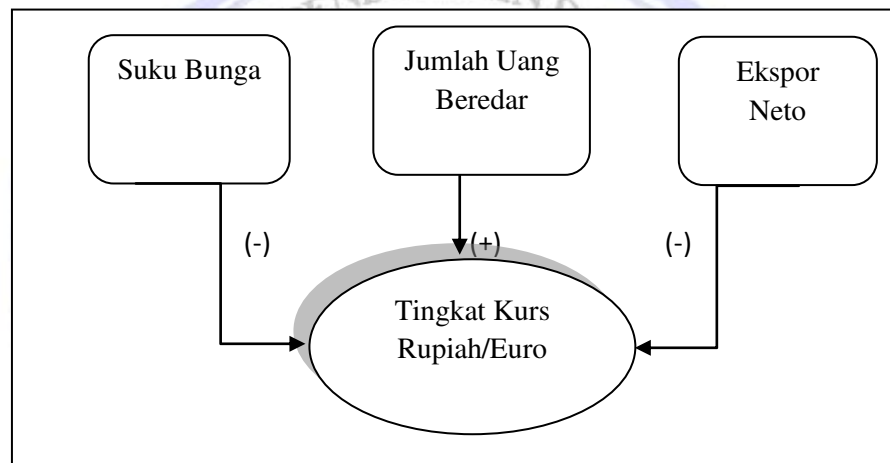 Suku Bunga
Jumlah Uang
Beredar
Ekspor
Neto
(-)
(+)
(-)
Tingkat Kurs
Rupiah/Euro